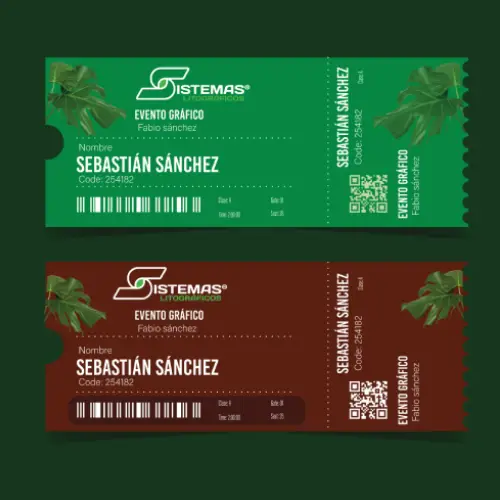 SISTEMAS®
LITOGRÁFICOS
EVENTO GRÁFICO
Fabio sánchez
Nombre
SEBASTIÁN SÁNCHEZ
Code: 254182
SEBASTIÁN SÁNCHEZ
Code: 254182
EVENTO GRÁFICO
Fabio sánchez
SISTEMAS®
LITOGRÁFICOS
EVENTO GRÁFICO
Fabio sánchez
Nombre
SEBASTIÁN SÁNCHEZ
Code: 254182
SEBASTIÁN SÁNCHEZ
Code: 254182
EVENTO GRÁFICO
Fabio sánchez